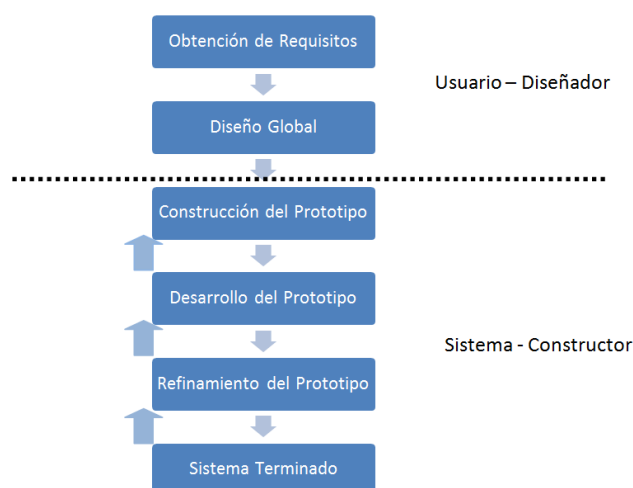 Obtención de Requisitos
Usuario – Diseñador
Diseño Global
Construcción del Prototipo
Desarrollo del Prototipo
Sistema - Constructor
Refinamiento del Prototipo
Sistema Terminado